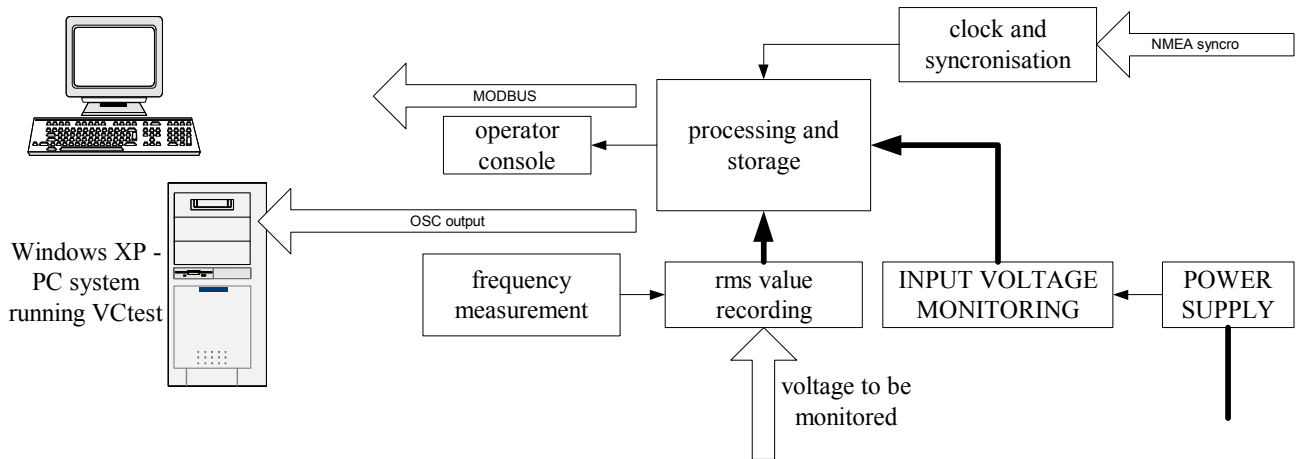 clock and
syncronisation
NMEA syncro
MODBUS
processing and
storage
operator
console
OSC output
Windows XP -
PC system
running VCtest
frequency
measurement
rms value
recording
INPUT VOLTAGE
MONITORING
POWER
SUPPLY
voltage to be
monitored